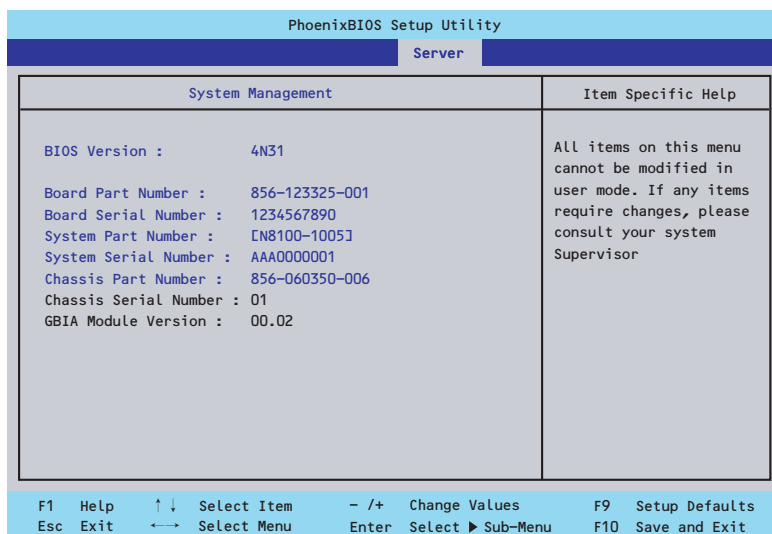 PhoenixBIOS Setup Utility
Server
System Management
Item Specific Help
BIOS Version : 4N31
Board Part Number : 856-123325-001
Board Serial Number : 1234567890
System Part Number : [N8100-1005]
System Serial Number : AAA0000001
Chassis Part Number : 856-060350-006
Chassis Serial Number : 01
GBIA Module Version : 00.02
All items on this menu
cannot be modified in
user mode. If any items
require changes, please
consult your system
Supervisor
F1 Help ↑↓ Select Item - /+ Change Values F9 Setup Defaults
Esc Exit ←→ Select Menu Enter Select ▶ Sub-Menu F10 Save and Exit